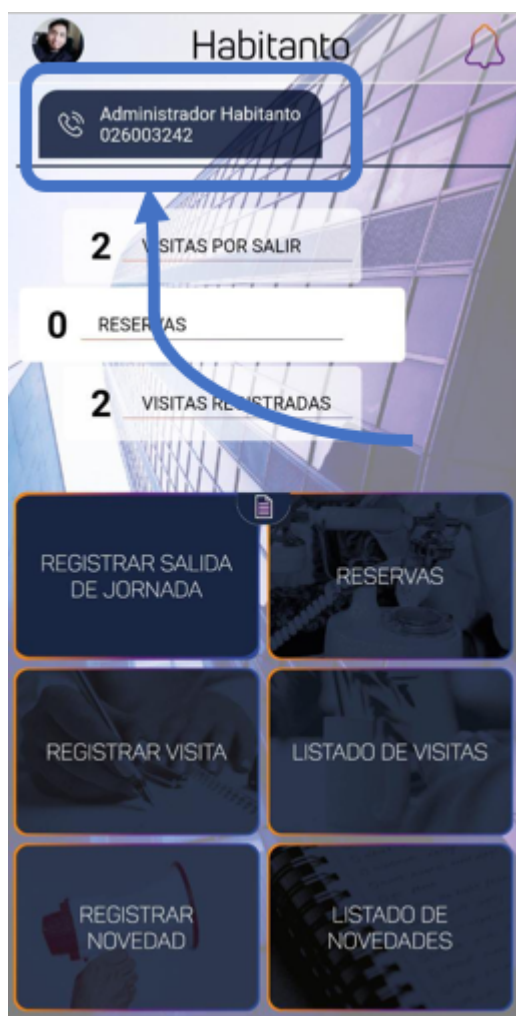 Habitanto
Administrador Habitanto
026003242
2 VISITAS POR SALIR
0 RESERVAS
2 VISITAS REGISTRADAS
REGISTRAR SALIDA
DE JORNADA
RESERVAS
REGISTRAR VISITA
LISTADO DE VISITAS
REGISTRAR
NOVEDAD
LISTADO DE
NOVEDADES